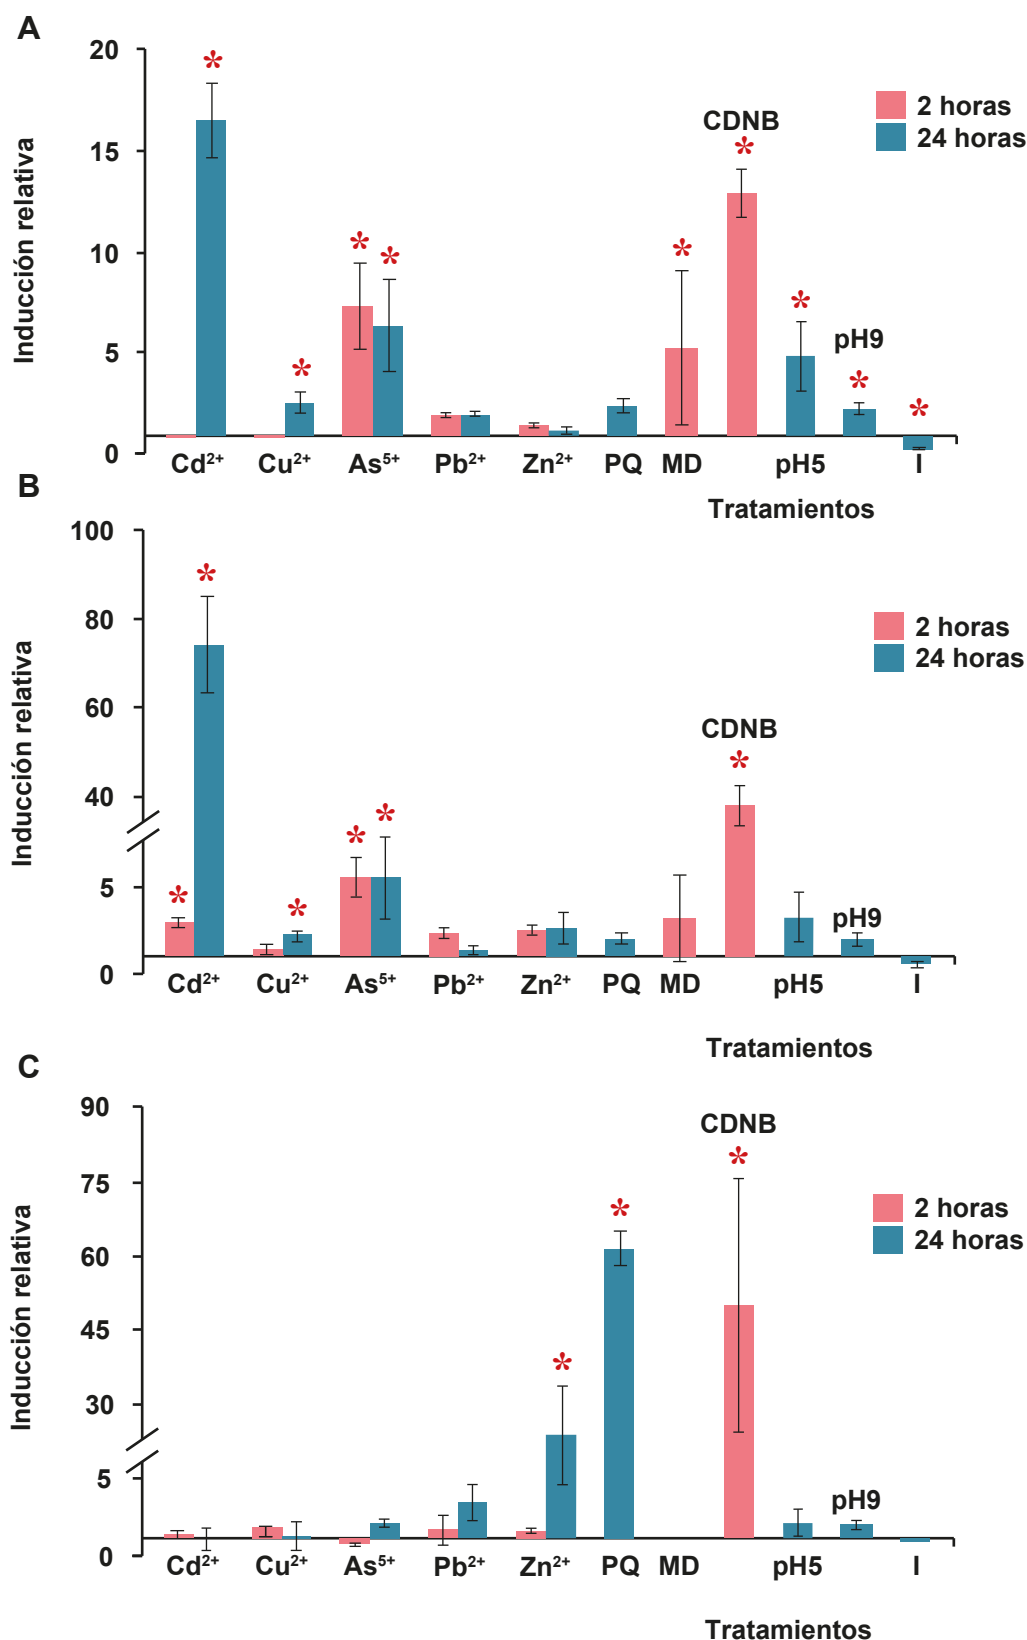 A
20
15
10
5
0
Inducción relativa
2 horas
24 horas
CDNB
pH9
* * * * * * * * * *
Cd²⁺ Cu²⁺ As⁵⁺ Pb²⁺ Zn²⁺ PQ MD pH5 I
Tratamientos
B
100
80
60
40
5
0
Inducción relativa
2 horas
24 horas
CDNB
pH9
* * * * * *
Cd²⁺ Cu²⁺ As⁵⁺ Pb²⁺ Zn²⁺ PQ MD pH5 I
Tratamientos
C
90
75
60
45
30
5
0
Inducción relativa
2 horas
24 horas
CDNB
pH9
* * *
Cd²⁺ Cu²⁺ As⁵⁺ Pb²⁺ Zn²⁺ PQ MD pH5 I
Tratamientos